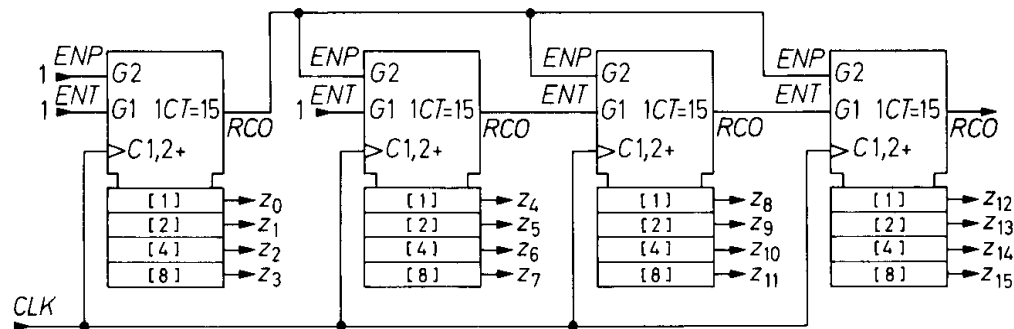 ENP
1
G2
ENT
1
G1 1CT=15
RCO
C1,2+
[1] z0
[2] z1
[4] z2
[8] z3
ENP
G2
ENT
1
G1 1CT=15
RCO
C1,2+
[1] z4
[2] z5
[4] z6
[8] z7
ENP
G2
ENT
G1 1CT=15
RCO
C1,2+
[1] z8
[2] z9
[4] z10
[8] z11
ENP
G2
ENT
G1 1CT=15
RCO
C1,2+
[1] z12
[2] z13
[4] z14
[8] z15
CLK